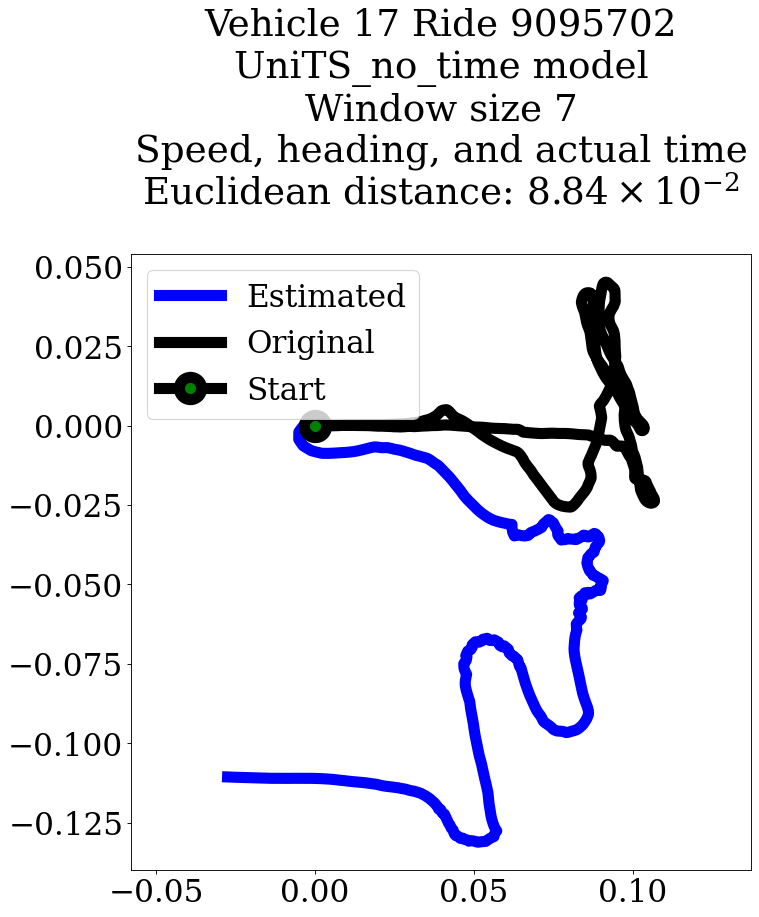 Vehicle 17 Ride 9095702
UniTS_no_time model
Window size 7
Speed, heading, and actual time
Euclidean distance: 8.84 × 10⁻²
0.050
Estimated
0.025
Original
Start
0.000
−0.025
−0.050
−0.075
−0.100
−0.125
−0.05 0.00 0.05 0.10